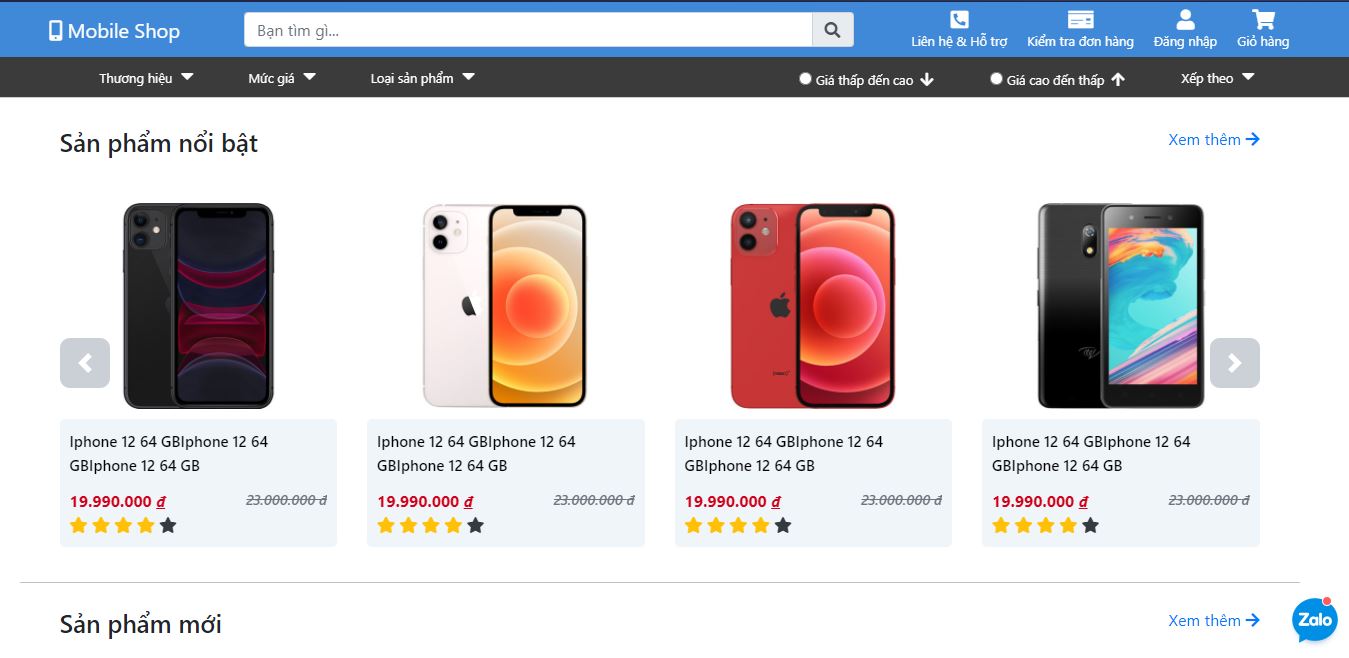 Mobile Shop
Bạn tìm gì...
Liên hệ & Hỗ trợ
Kiểm tra đơn hàng
Đăng nhập
Giỏ hàng
Thương hiệu
Mức giá
Loại sản phẩm
Giá thấp đến cao
Giá cao đến thấp
Xếp theo
Sản phẩm nổi bật
Xem thêm
Iphone 12 64 GBIphone 12 64
GBIphone 12 64 GB
19.990.000 đ
23.000.000 đ
Iphone 12 64 GBIphone 12 64
GBIphone 12 64 GB
19.990.000 đ
23.000.000 đ
Iphone 12 64 GBIphone 12 64
GBIphone 12 64 GB
19.990.000 đ
23.000.000 đ
Iphone 12 64 GBIphone 12 64
GBIphone 12 64 GB
19.990.000 đ
23.000.000 đ
Sản phẩm mới
Xem thêm
Zalo